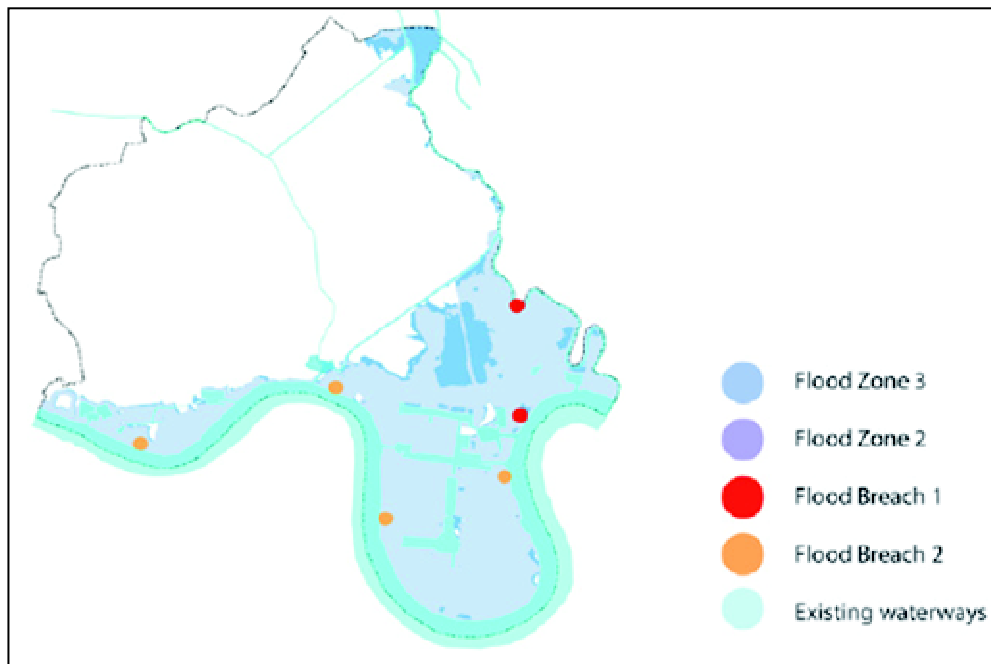 Flood Zone 3
Flood Zone 2
Flood Breach 1
Flood Breach 2
Existing waterways